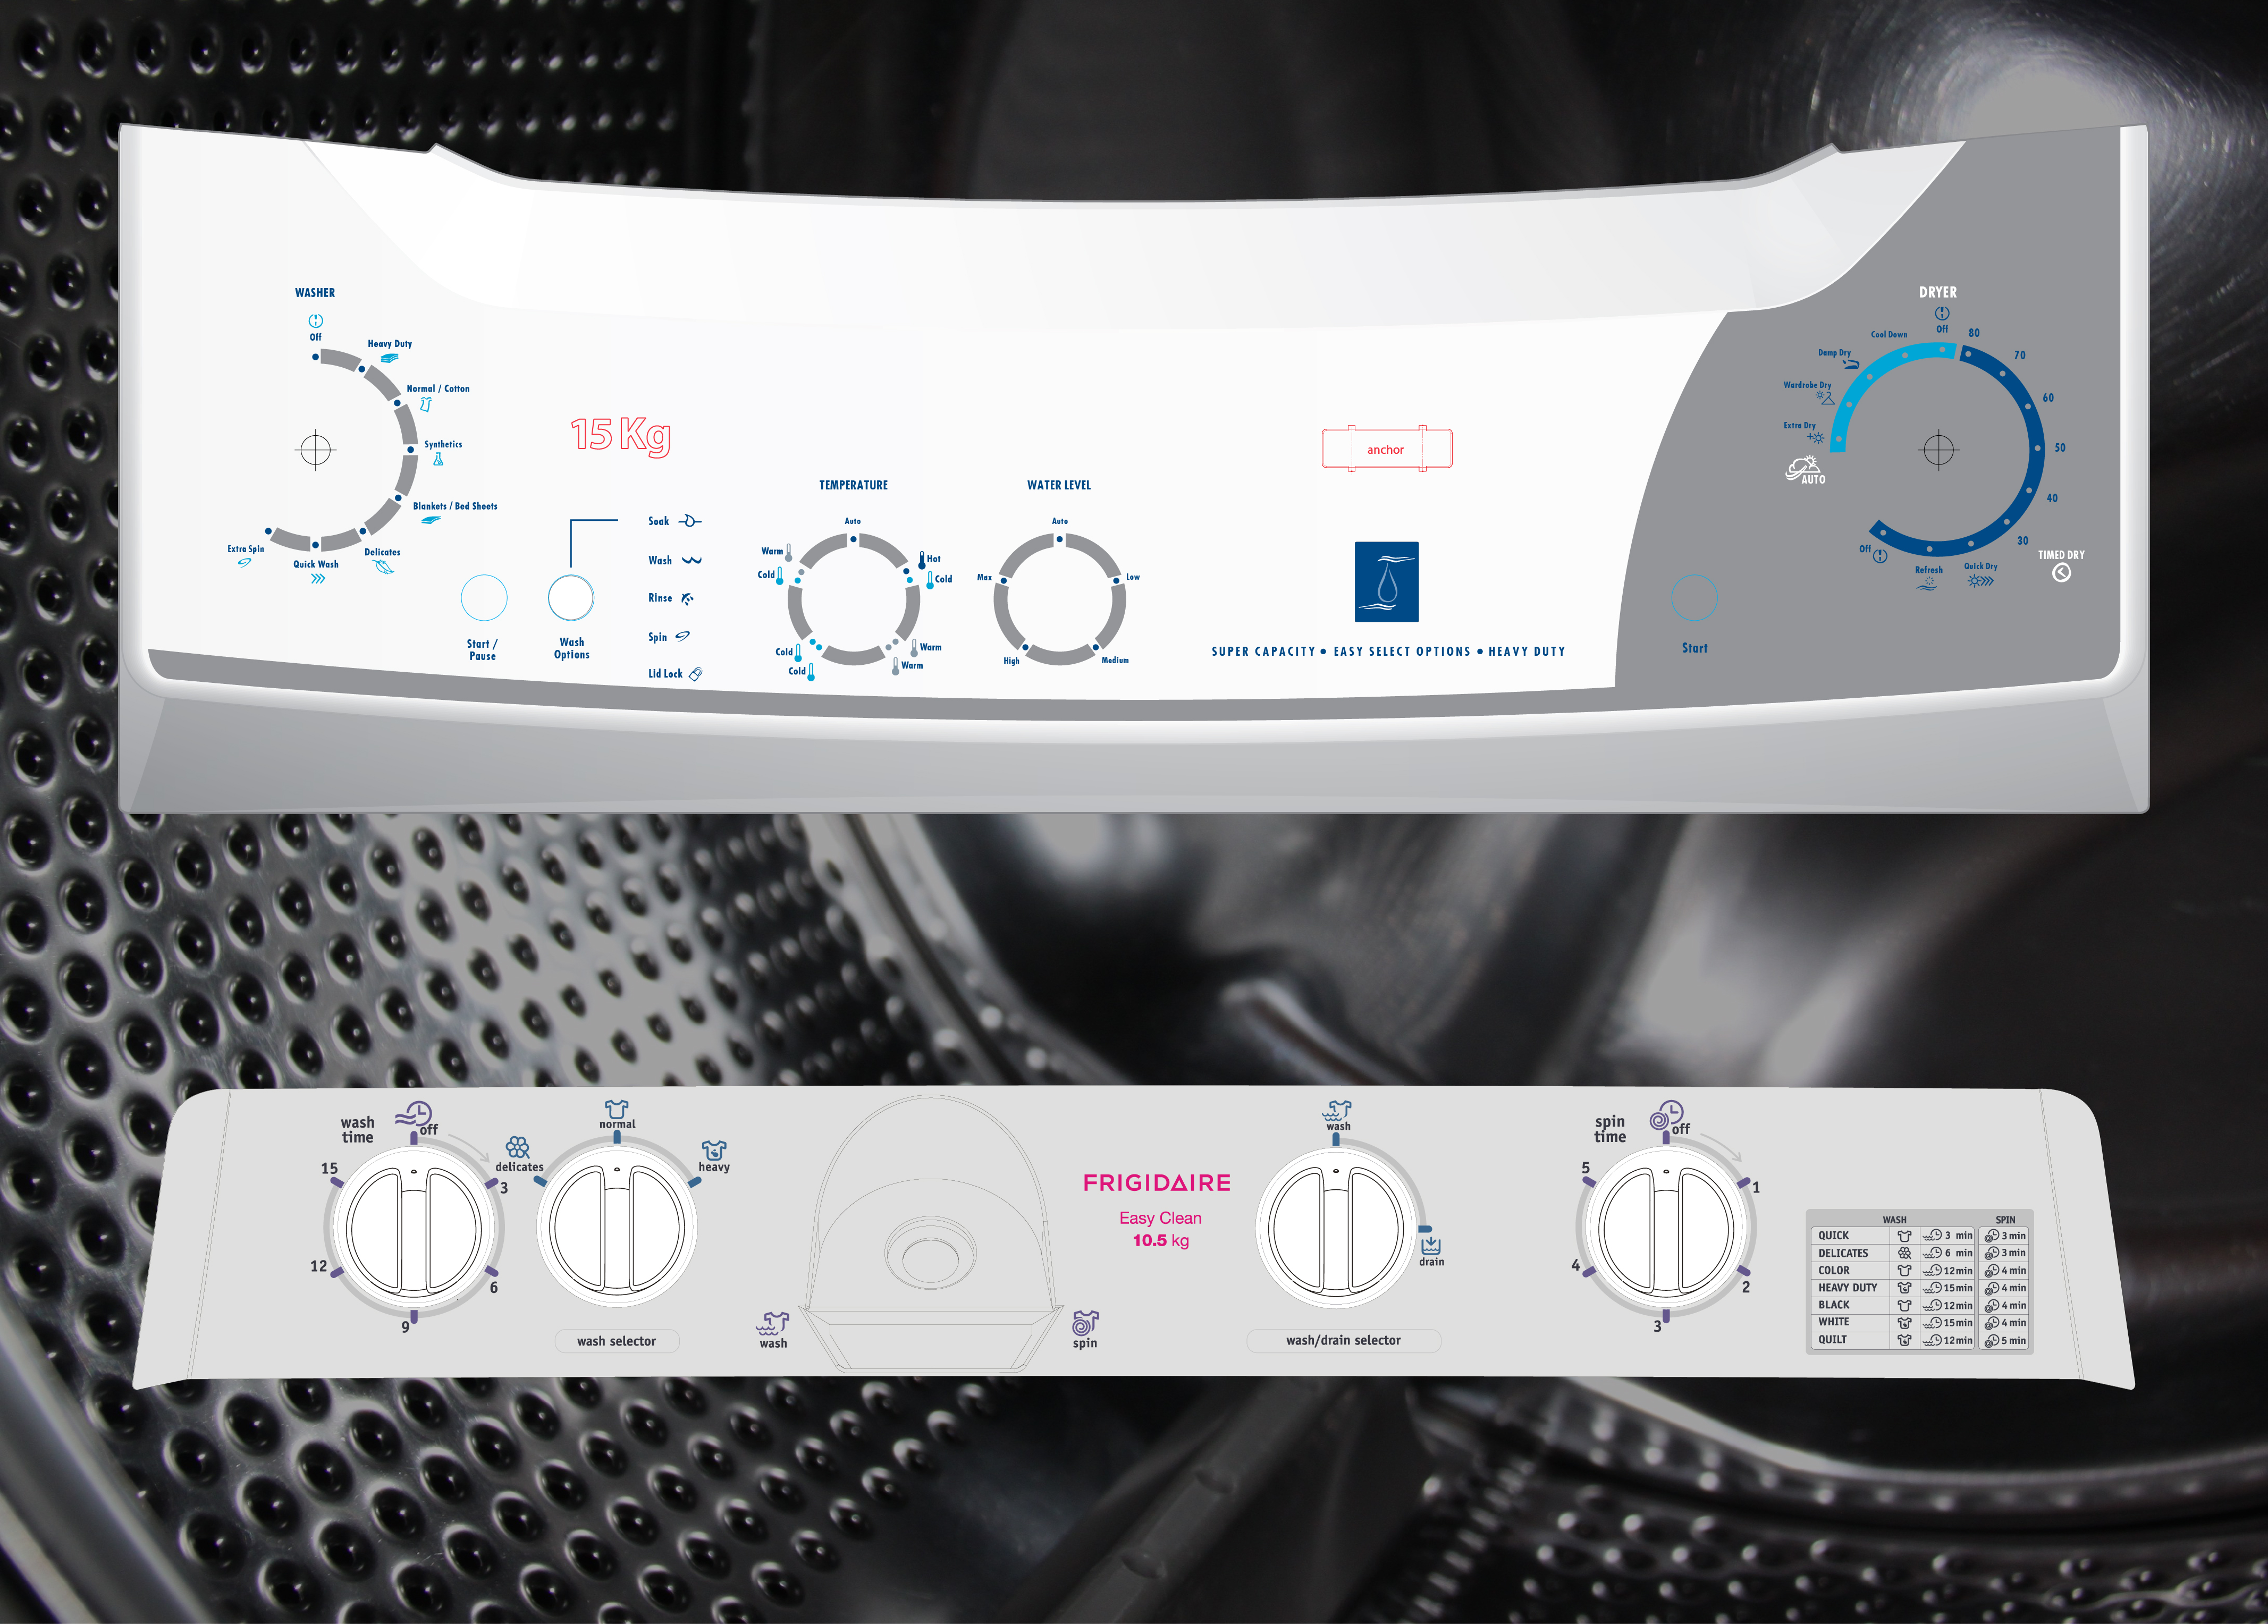 WASHER
Off
Heavy Duty
Normal / Cotton
Synthetics
Blankets / Bed Sheets
Delicates
Quick Wash
Extra Spin
15 Kg
Start /
Pause
Wash
Options
Soak
Wash
Rinse
Spin
Lid Lock
TEMPERATURE
Auto
Hot
Cold
Warm
Warm
Cold
Cold
Warm
Cold
WATER LEVEL
Auto
Low
Medium
High
Max
anchor
SUPER CAPACITY • EASY SELECT OPTIONS • HEAVY DUTY
Start
DRYER
Off
80
70
60
50
40
30
TIMED DRY
Quick Dry
Refresh
Off
AUTO
Extra Dry
Wardrobe Dry
Damp Dry
Cool Down
wash
time
off
3
6
9
12
15
delicates
normal
heavy
wash selector
wash
spin
FRIGIDAIRE
Easy Clean
10.5 kg
wash
drain
wash/drain selector
spin
time
off
1
2
3
4
5
WASH SPIN
QUICK 3 min 3 min
DELICATES 6 min 3 min
COLOR 12min 4 min
HEAVY DUTY 15min 4 min
BLACK 12min 4 min
WHITE 15min 4 min
QUILT 12min 5 min